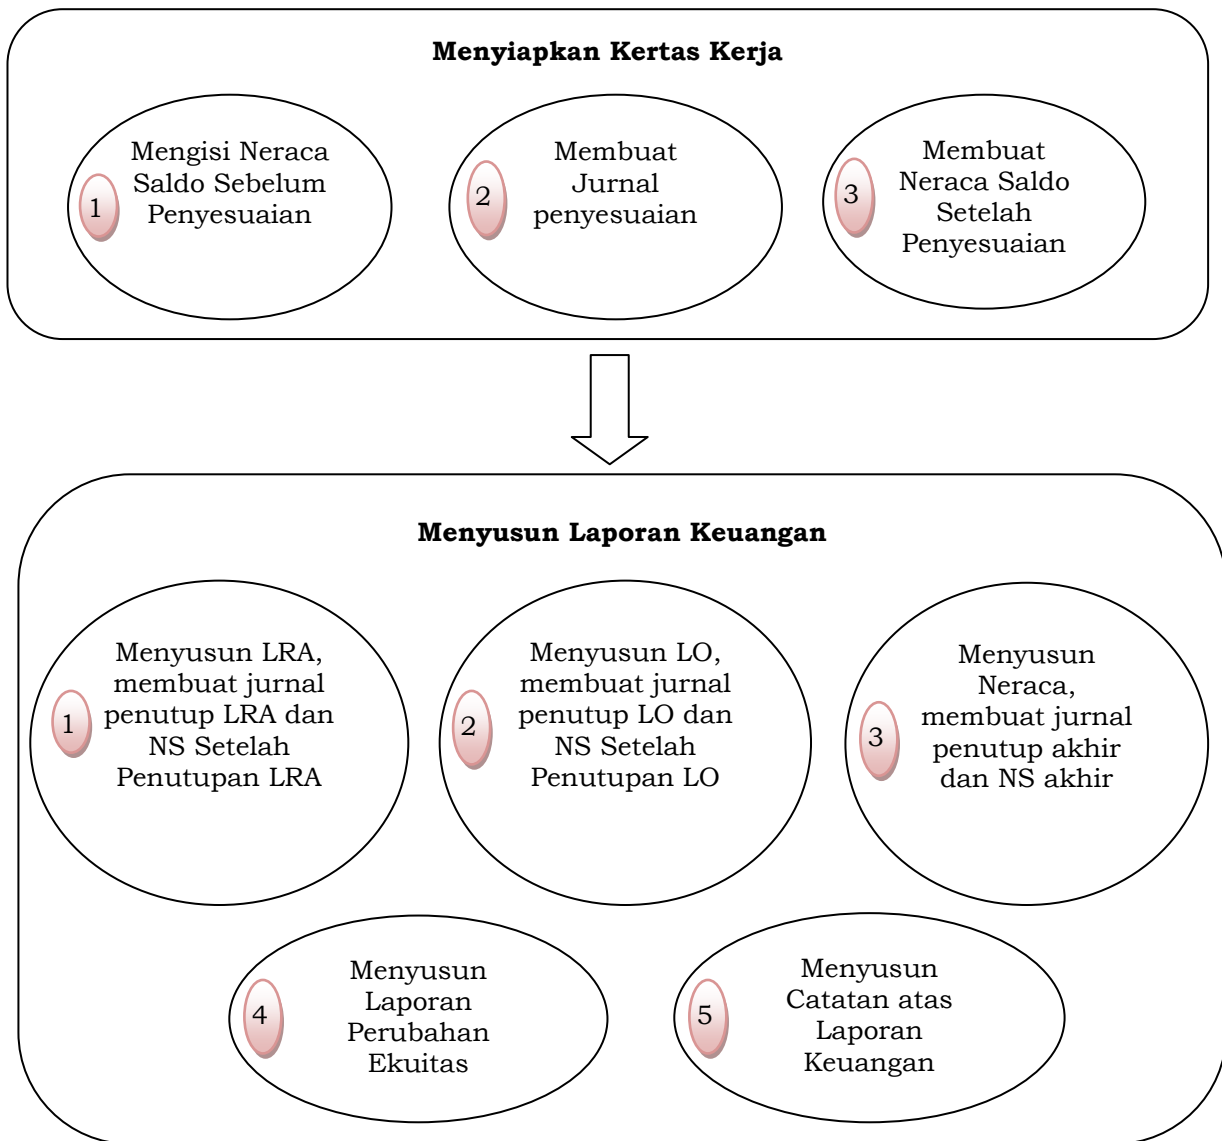 Menyiapkan Kertas Kerja
1
Mengisi Neraca
Saldo Sebelum
Penyesuaian
2
Membuat
Jurnal
penyesuaian
3
Membuat
Neraca Saldo
Setelah
Penyesuaian
Menyusun Laporan Keuangan
1
Menyusun LRA,
membuat jurnal
penutup LRA dan
NS Setelah
Penutupan LRA
2
Menyusun LO,
membuat jurnal
penutup LO dan
NS Setelah
Penutupan LO
3
Menyusun
Neraca,
membuat jurnal
penutup akhir
dan NS akhir
4
Menyusun
Laporan
Perubahan
Ekuitas
5
Menyusun
Catatan atas
Laporan
Keuangan